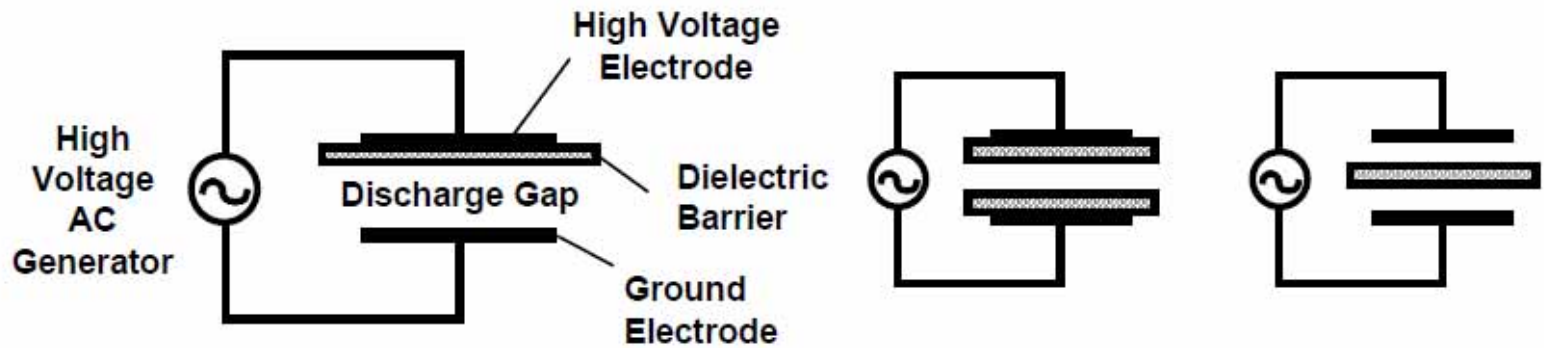 High Voltage
Electrode
High
Voltage
AC
Generator
Discharge Gap
Dielectric
Barrier
Ground
Electrode